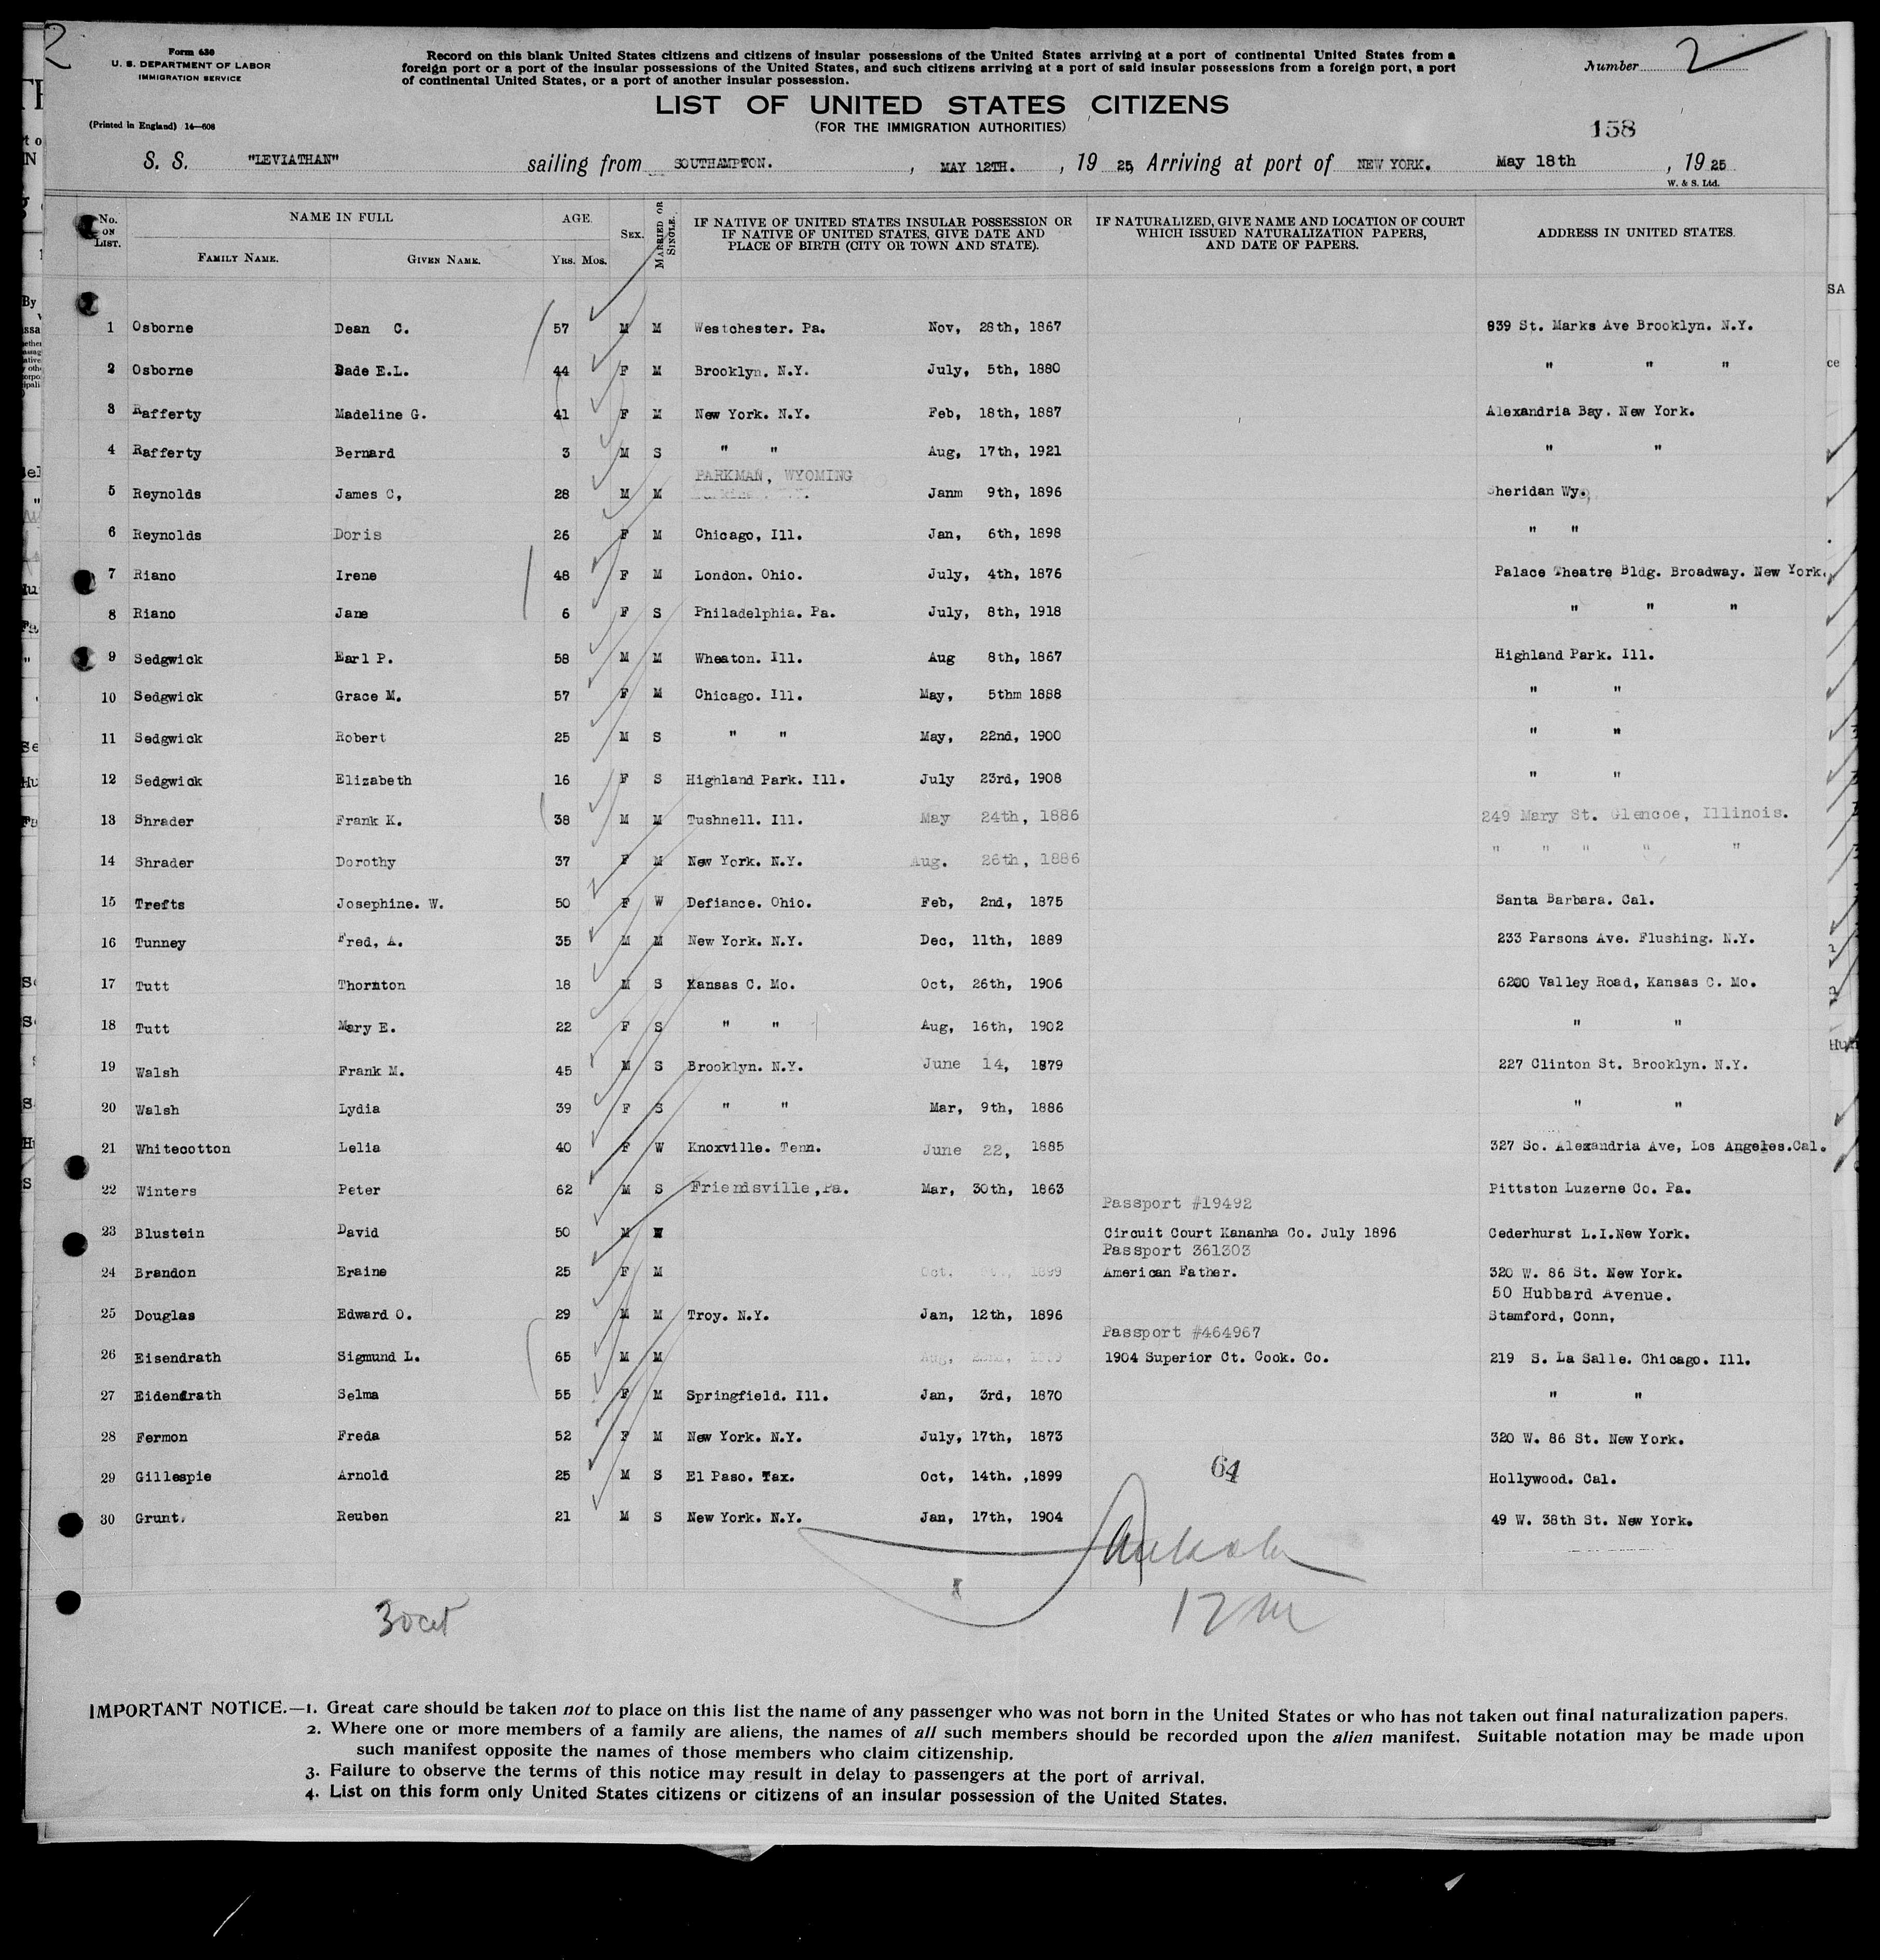 2
Form 630
U. S. DEPARTMENT OF LABOR
IMMIGRATION SERVICE
(Printed in England) 14—608
Record on this blank United States citizens and citizens of insular possessions of the United States arriving at a port of continental United States from a
foreign port or a port of the insular possessions of the United States, and such citizens arriving at a port of said insular possessions from a foreign port, a port
of continental United States, or a port of another insular possession.
Number 2
LIST OF UNITED STATES CITIZENS
(FOR THE IMMIGRATION AUTHORITIES)
158
S. S. "LEVIATHAN" sailing from SOUTHAMPTON. , MAY 12TH. , 19 25, Arriving at port of NEW YORK. May 18th , 19 25
W. & S. Ltd.
No. ON LIST. NAME IN FULL FAMILY NAME. GIVEN NAME. AGE. YRS. MOS. SEX. MARRIED OR SINGLE. IF NATIVE OF UNITED STATES INSULAR POSSESSION OR IF NATIVE OF UNITED STATES, GIVE DATE AND PLACE OF BIRTH (CITY OR TOWN AND STATE). IF NATURALIZED, GIVE NAME AND LOCATION OF COURT WHICH ISSUED NATURALIZATION PAPERS, AND DATE OF PAPERS. ADDRESS IN UNITED STATES.
1 Osborne Dean C. 57 M M Westchester. Pa. Nov, 28th, 1867 839 St. Marks Ave Brooklyn. N.Y.
2 Osborne Sade E.L. 44 F M Brooklyn. N.Y. July, 5th, 1880 " " "
3 Rafferty Madeline G. 41 F M New York. N.Y. Feb, 18th, 1887 Alexandria Bay. New York.
4 Rafferty Bernard 3 M S " " Aug, 17th, 1921 " "
PARKMAN, WYOMING
5 Reynolds James C, 28 M M Janm 9th, 1896 Sheridan Wy.
6 Reynolds Doris 26 F M Chicago, Ill. Jan, 6th, 1898 " "
7 Riano Irene 48 F M London. Ohio. July, 4th, 1876 Palace Theatre Bldg. Broadway. New York.
8 Riano Jane 6 F S Philadelphia. Pa. July, 8th, 1918 " " "
9 Sedgwick Earl P. 58 M M Wheaton. Ill. Aug 8th, 1867 Highland Park. Ill.
10 Sedgwick Grace M. 57 F M Chicago. Ill. May, 5thm 1888 " "
11 Sedgwick Robert 25 M S " " May, 22nd, 1900 " "
12 Sedgwick Elizabeth 16 F S Highland Park. Ill. July 23rd, 1908 " "
13 Shrader Frank K. 38 M M Tushnell. Ill. May 24th, 1886 249 Mary St. Glencoe, Illinois.
14 Shrader Dorothy 37 F M New York. N.Y. Aug. 26th, 1886 " " " " "
15 Trefts Josephine. W. 50 F W Defiance. Ohio. Feb, 2nd, 1875 Santa Barbara. Cal.
16 Tunney Fred, A. 35 M M New York. N.Y. Dec, 11th, 1889 233 Parsons Ave. Flushing. N.Y.
17 Tutt Thornton 18 M S Kansas C. Mo. Oct, 26th, 1906 6200 Valley Road, Kansas C. Mo.
18 Tutt Mary E. 22 F S " " Aug, 16th, 1902 " "
19 Walsh Frank M. 45 M S Brooklyn. N.Y. June 14, 1879 227 Clinton St. Brooklyn. N.Y.
20 Walsh Lydia 39 F S " " Mar, 9th, 1886 " "
21 Whitecotton Lelia 40 F W Knoxville. Tenn. June 22, 1885 327 So. Alexandria Ave, Los Angeles.Cal.
22 Winters Peter 62 M S Friendsville,Pa. Mar, 30th, 1863 Pittston Luzerne Co. Pa.
Passport #19492
23 Blustein David 50 M Circuit Court Kananha Co. July 1896 Cederhurst L.I.New York.
Passport 361303
24 Brandon Eraine 25 F M Oct. 1899 American Father. 320 W. 86 St. New York.
50 Hubbard Avenue.
25 Douglas Edward O. 29 M M Troy. N.Y. Jan, 12th, 1896 Stamford, Conn,
Passport #464967
26 Eisendrath Sigmund L. 65 M M Aug, 1904 Superior Ct. Cook. Co. 219 S. La Salle. Chicago. Ill.
27 Eidendrath Selma 55 F M Springfield. Ill. Jan, 3rd, 1870 " "
28 Fermon Freda 52 F M New York. N.Y. July, 17th, 1873 320 W. 86 St. New York.
29 Gillespie Arnold 25 M S El Paso. Tax. Oct, 14th. ,1899 Hollywood. Cal.
64
30 Grunt. Reuben 21 M S New York. N.Y. Jan, 17th, 1904 49 W. 38th St. New York.
IMPORTANT NOTICE.—1. Great care should be taken not to place on this list the name of any passenger who was not born in the United States or who has not taken out final naturalization papers.
2. Where one or more members of a family are aliens, the names of all such members should be recorded upon the alien manifest. Suitable notation may be made upon
such manifest opposite the names of those members who claim citizenship.
3. Failure to observe the terms of this notice may result in delay to passengers at the port of arrival.
4. List on this form only United States citizens or citizens of an insular possession of the United States.